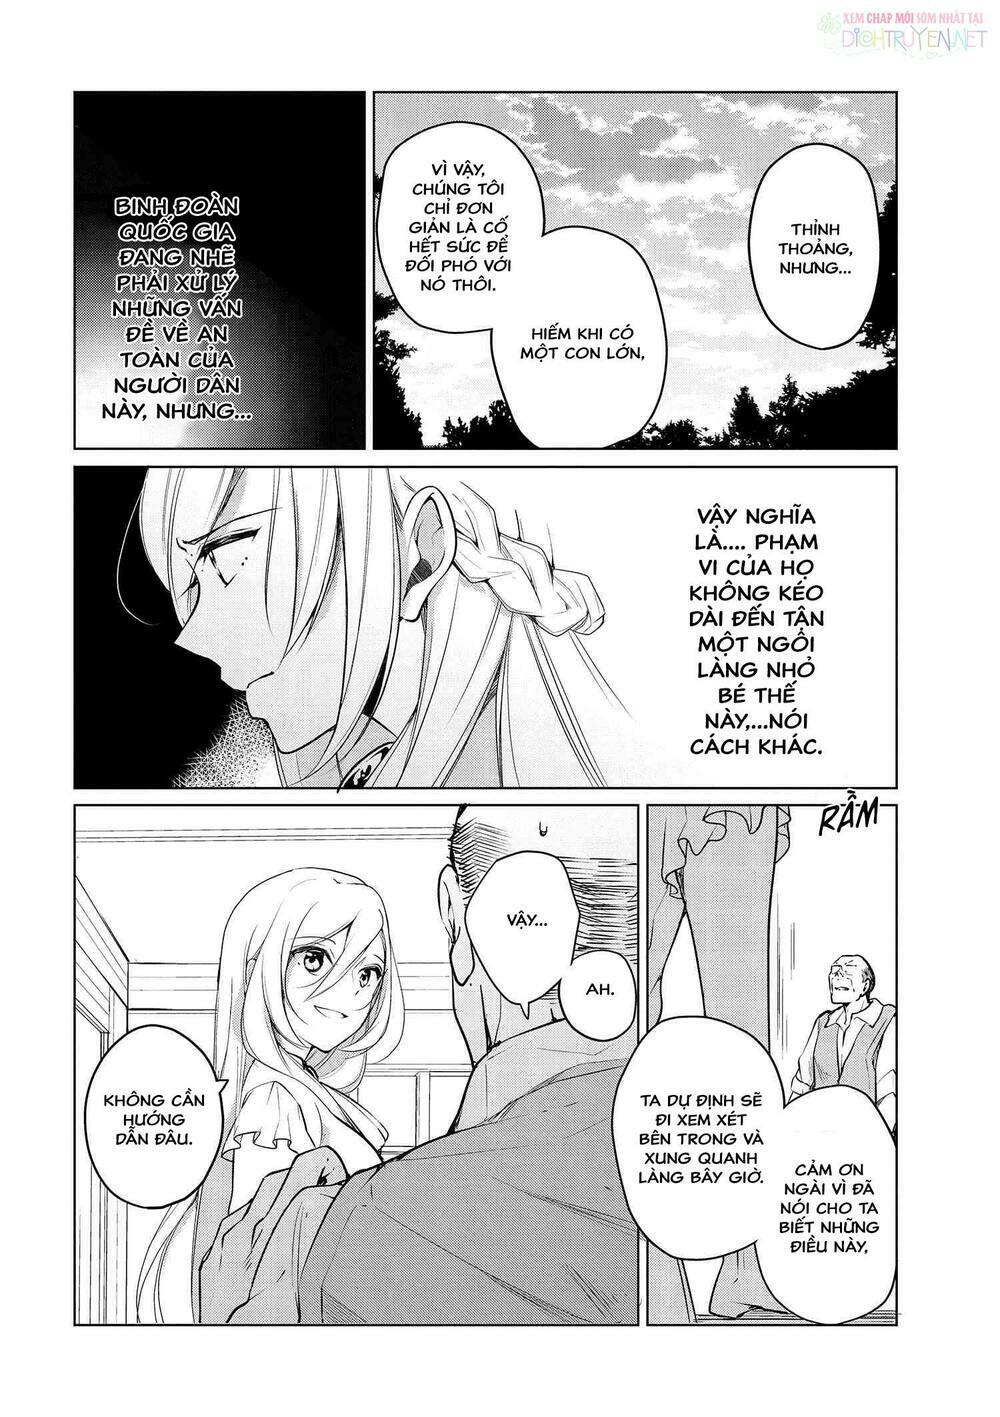 XEM CHAP MỚI SỚM NHẤT TẠI
DICHTRUYEN.NET
THỈNH
THOẢNG,
NHƯNG...
HIẾM KHI CÓ
MỘT CON LỚN,
VÌ VẬY,
CHÚNG TÔI
CHỈ ĐƠN
GIẢN LÀ CỐ
HẾT SỨC ĐỂ
ĐỐI PHÓ VỚI
NÓ THÔI.
BINH ĐOÀN
QUỐC GIA
ĐANG NHẼ
PHẢI XỬ LÝ
NHỮNG VẤN
ĐỀ VỀ AN
TOÀN CỦA
NGƯỜI DÂN
NÀY, NHƯNG...
VẬY NGHĨA
LÀ.... PHẠM
VI CỦA HỌ
KHÔNG KÉO
DÀI ĐẾN TẬN
MỘT NGÔI
LÀNG NHỎ
BÉ THẾ
NÀY,...NÓI
CÁCH KHÁC.
RẦM
CẢM ƠN
NGÀI VÌ ĐÃ
NÓI CHO TA
BIẾT NHỮNG
ĐIỀU NÀY,
TA DỰ ĐỊNH SẼ
ĐI XEM XÉT
BÊN TRONG VÀ
XUNG QUANH
LÀNG BÂY GIỜ.
AH.
VẬY...
KHÔNG CẦN
HƯỚNG
DẪN ĐÂU.